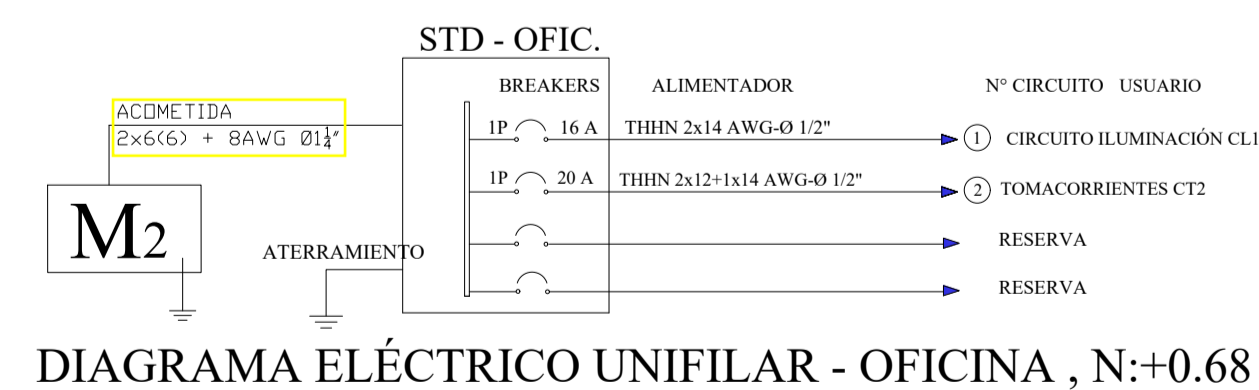 STD - OFIC.
BREAKERS ALIMENTADOR N° CIRCUITO USUARIO
ACOMETIDA
2x6(6) + 8AWG Ø1¼"
1P 16 A THHN 2x14 AWG-Ø 1/2" 1 CIRCUITO ILUMINACIÓN CL1
1P 20 A THHN 2x12+1x14 AWG-Ø 1/2" 2 TOMACORRIENTES CT2
M2
ATERRAMIENTO
RESERVA
RESERVA
DIAGRAMA ELÉCTRICO UNIFILAR - OFICINA , N:+0.68